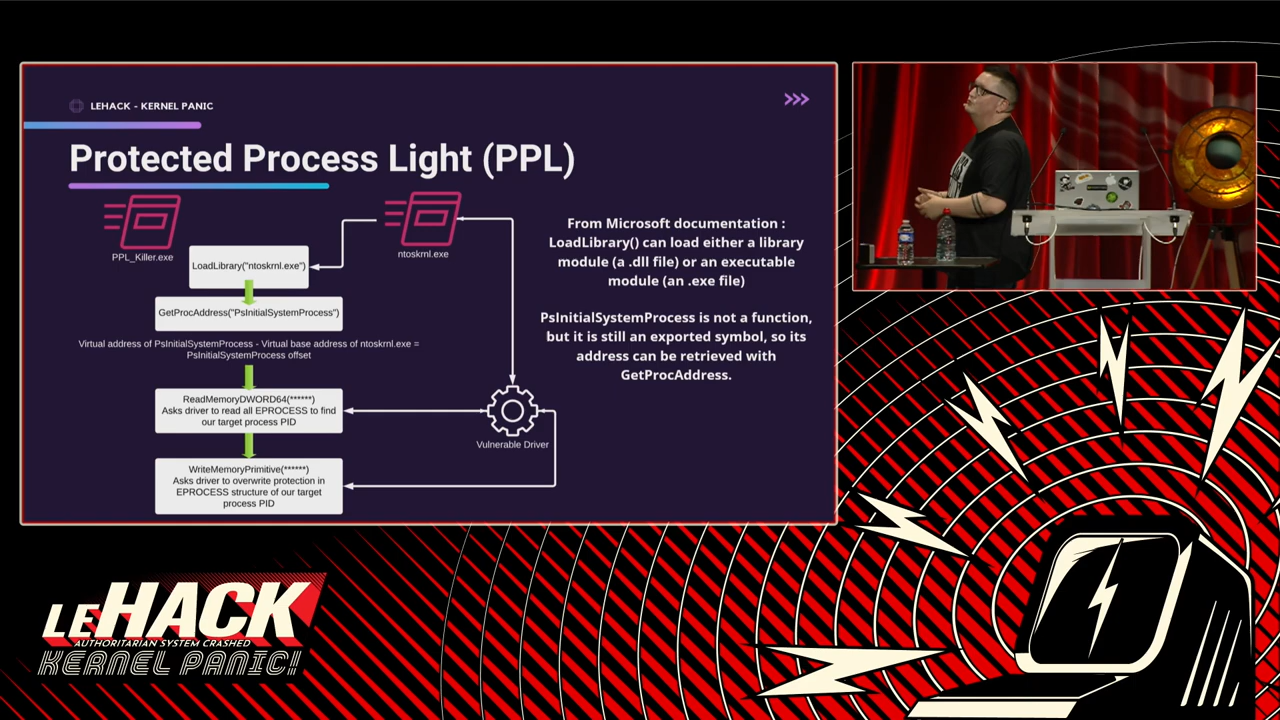 LEHACK - KERNEL PANIC
Protected Process Light (PPL)
PPL_Killer.exe
ntoskrnl.exe
LoadLibrary("ntoskrnl.exe")
GetProcAddress("PsInitialSystemProcess")
Virtual address of PsInitialSystemProcess - Virtual base address of ntoskrnl.exe =
PsInitialSystemProcess offset
ReadMemoryDWORD64(******)
Asks driver to read all EPROCESS to find
our target process PID
Vulnerable Driver
WriteMemoryPrimitive(******)
Asks driver to overwrite protection in
EPROCESS structure of our target
process PID
From Microsoft documentation :
LoadLibrary() can load either a library
module (a .dll file) or an executable
module (an .exe file)
PsInitialSystemProcess is not a function,
but it is still an exported symbol, so its
address can be retrieved with
GetProcAddress.
LEHACK
AUTHORITARIAN SYSTEM CRASHED
KERNEL PANIC!